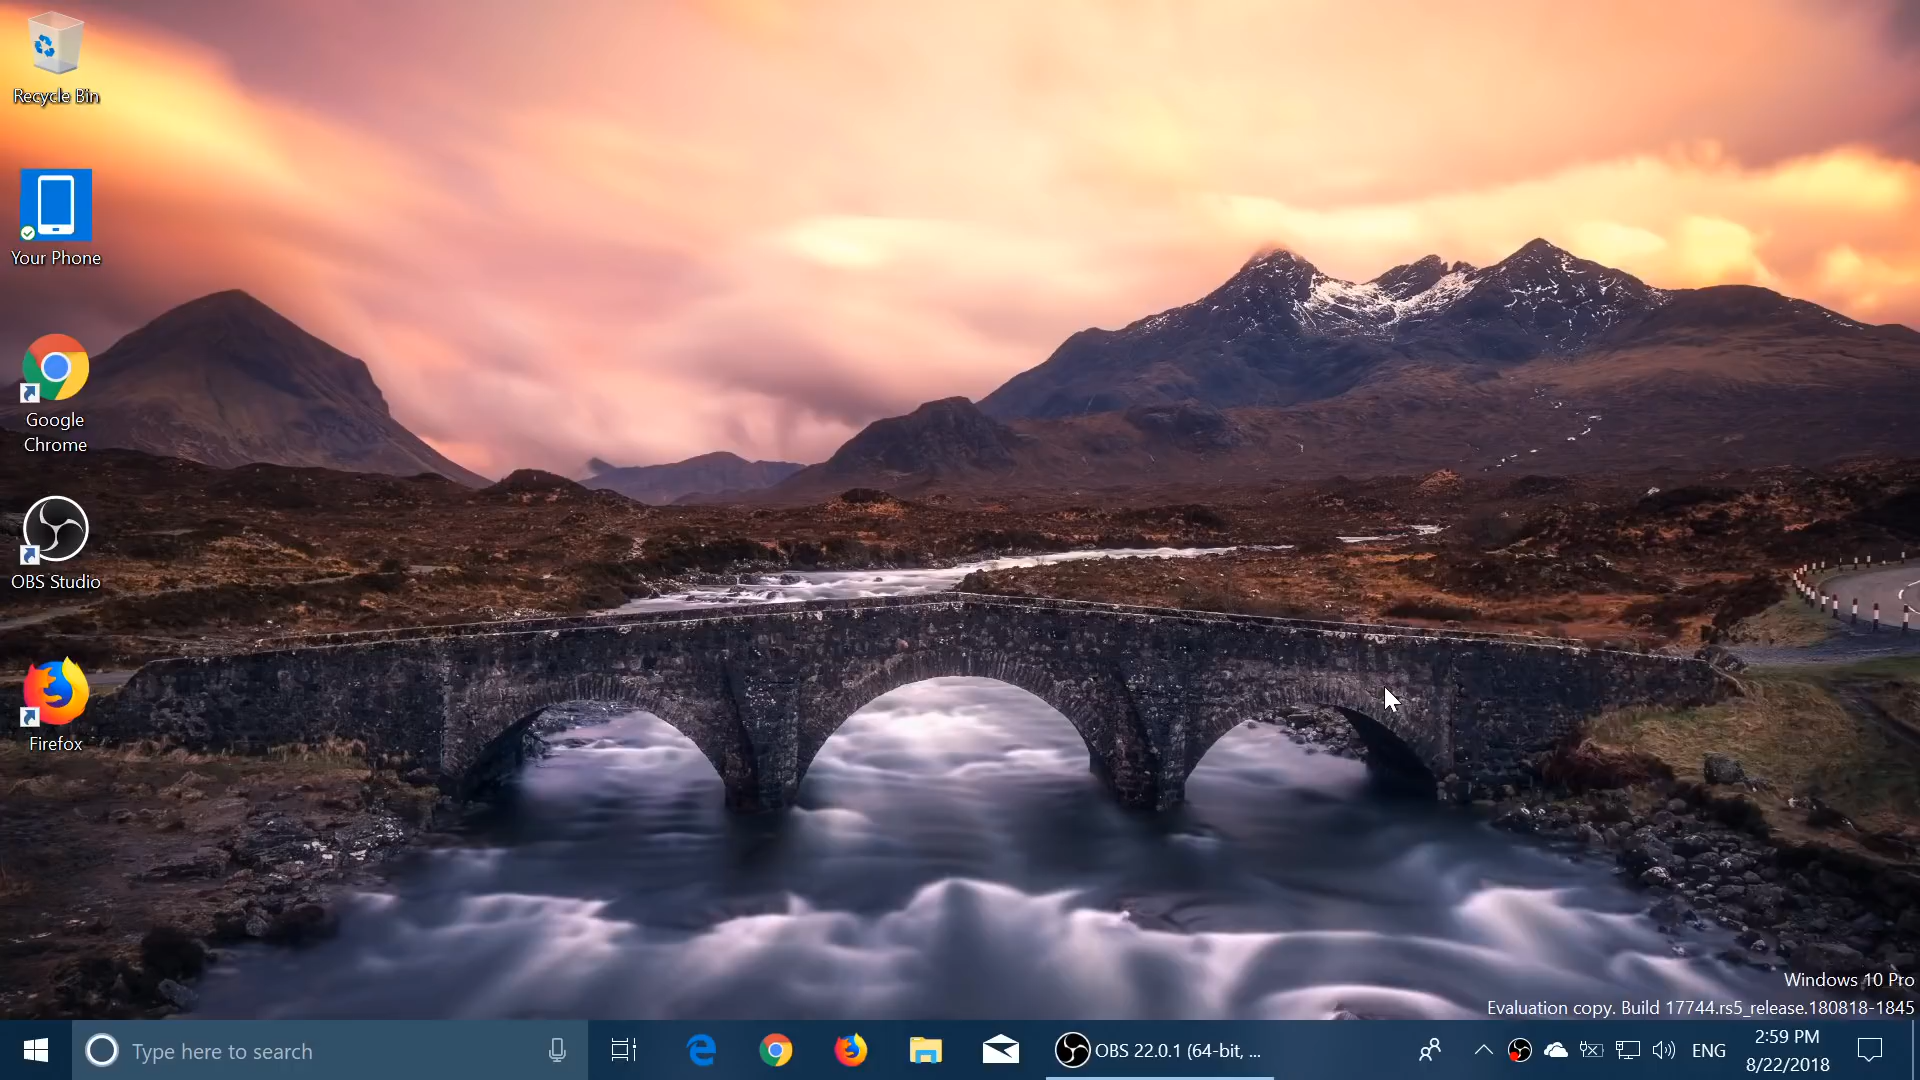 Recycle Bin
Your Phone
Google
Chrome
OBS Studio
Firefox
Windows 10 Pro
Evaluation copy. Build 17744.rs5_release.180818-1845
Type here to search
OBS 22.0.1 (64-bit, ...
ENG
2:59 PM
8/22/2018